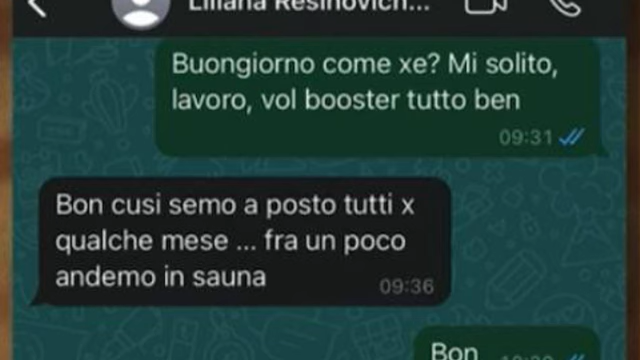 Liliana Resinovich...
Buongiorno come xe? Mi solito,
lavoro, vol booster tutto ben
09:31
Bon cusi semo a posto tutti x
qualche mese ... fra un poco
andemo in sauna
09:36
Bon